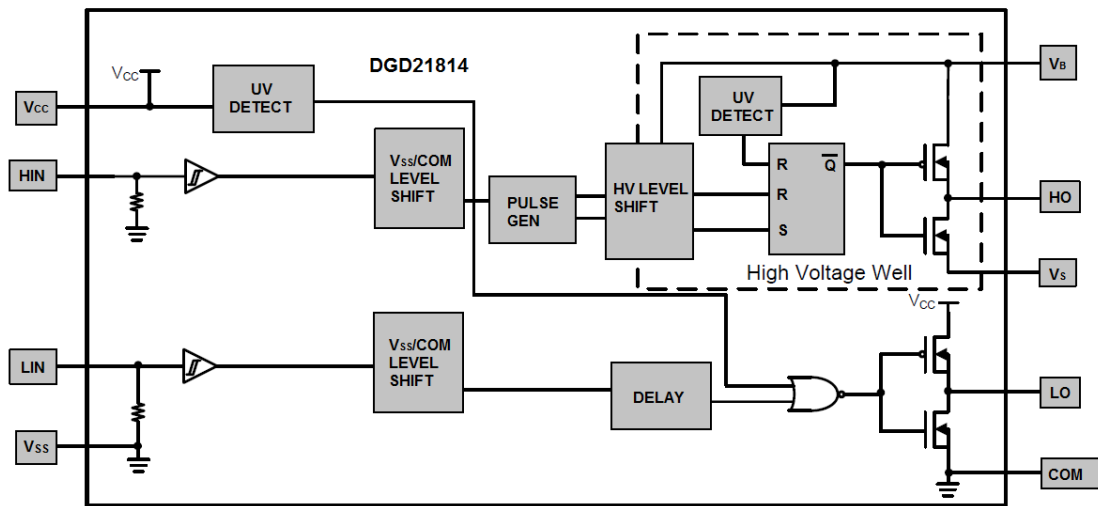 DGD21814
VCC
VCC
UV
DETECT
VB
UV
DETECT
HIN
VSS/COM
LEVEL
SHIFT
PULSE
GEN
HV LEVEL
SHIFT
R
Q̅
R
S
HO
High Voltage Well
VS
VCC
LIN
VSS/COM
LEVEL
SHIFT
DELAY
LO
VSS
COM